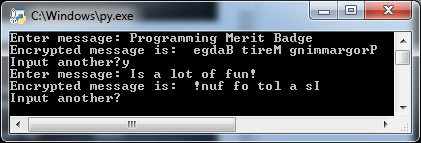 C:\Windows\py.exe
Enter message: Programming Merit Badge
Encrypted message is:  egdaB tireM gnimmargorP
Input another?y
Enter message: Is a lot of fun!
Encrypted message is:  !nuf fo tol a sI
Input another?